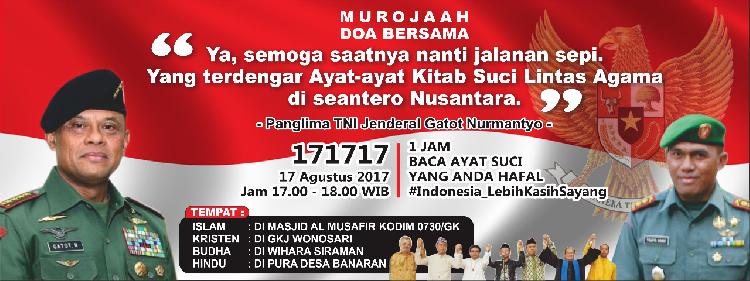 MUROJAAH
DOA BERSAMA
“ Ya, semoga saatnya nanti jalanan sepi.
Yang terdengar Ayat-ayat Kitab Suci Lintas Agama
di seantero Nusantara. ”
- Panglima TNI Jenderal Gatot Nurmantyo -
171717
17 Agustus 2017
Jam 17.00 - 18.00 WIB
1 JAM
BACA AYAT SUCI
YANG ANDA HAFAL
#Indonesia_LebihKasihSayang
TEMPAT :
ISLAM : DI MASJID AL MUSAFIR KODIM 0730/GK
KRISTEN : DI GKJ WONOSARI
BUDHA : DI WIHARA SIRAMAN
HINDU : DI PURA DESA BANARAN
GATOT N